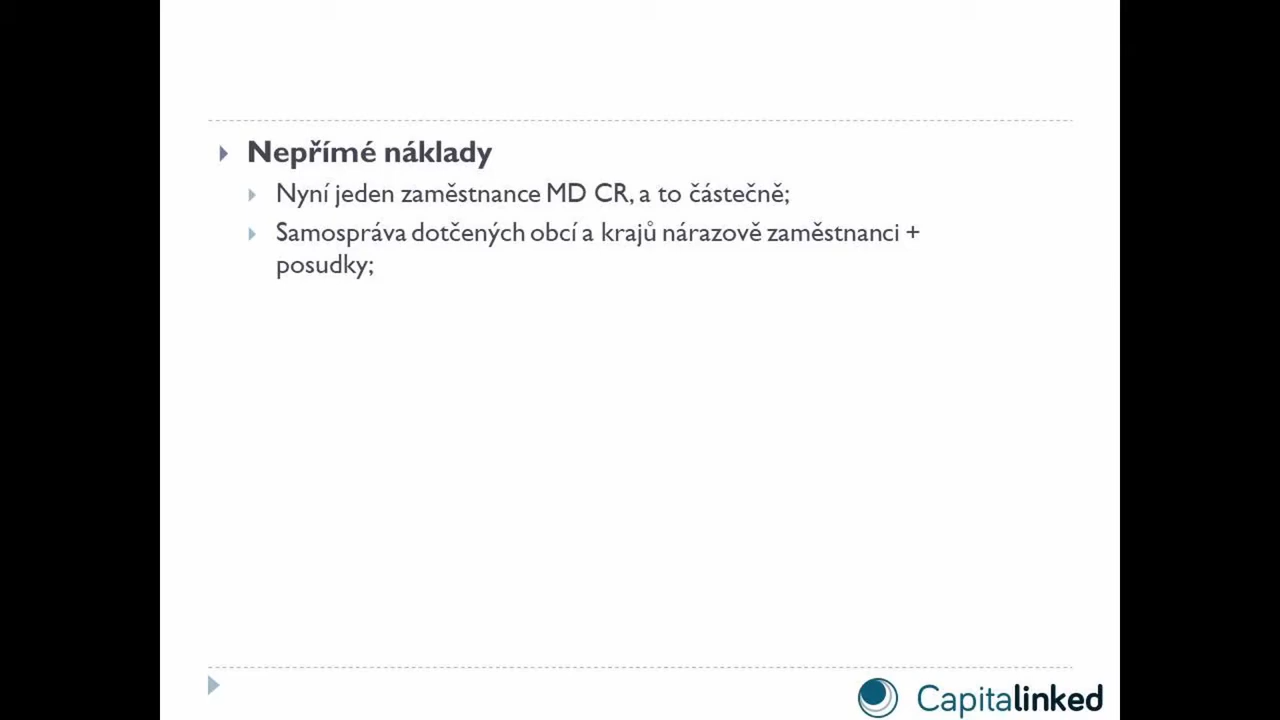 Nepřímé náklady
Nyní jeden zaměstnance MD CR, a to částečně;
Samospráva dotčených obcí a krajů nárazově zaměstnanci +
posudky;
Capitalinked